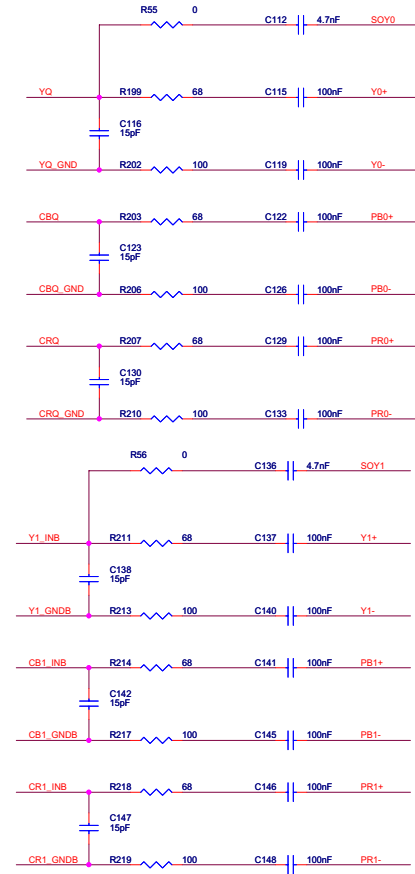 R55 0 C112 4.7nF SOY0
YQ R199 68 C115 100nF Y0+
C116
15pF
YQ_GND R202 100 C119 100nF Y0-
CBQ R203 68 C122 100nF PB0+
C123
15pF
CBQ_GND R206 100 C126 100nF PB0-
CRQ R207 68 C129 100nF PR0+
C130
15pF
CRQ_GND R210 100 C133 100nF PR0-
R56 0 C136 4.7nF SOY1
Y1_INB R211 68 C137 100nF Y1+
C138
15pF
Y1_GNDB R213 100 C140 100nF Y1-
CB1_INB R214 68 C141 100nF PB1+
C142
15pF
CB1_GNDB R217 100 C145 100nF PB1-
CR1_INB R218 68 C146 100nF PR1+
C147
15pF
CR1_GNDB R219 100 C148 100nF PR1-